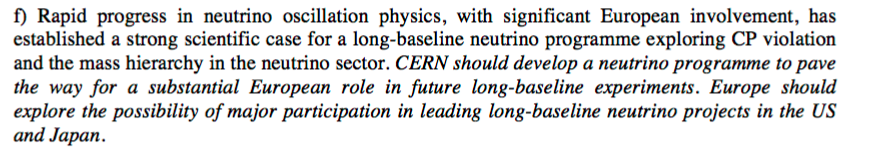 f) Rapid progress in neutrino oscillation physics, with significant European involvement, has
established a strong scientific case for a long-baseline neutrino programme exploring CP violation
and the mass hierarchy in the neutrino sector. CERN should develop a neutrino programme to pave
the way for a substantial European role in future long-baseline experiments. Europe should
explore the possibility of major participation in leading long-baseline neutrino projects in the US
and Japan.